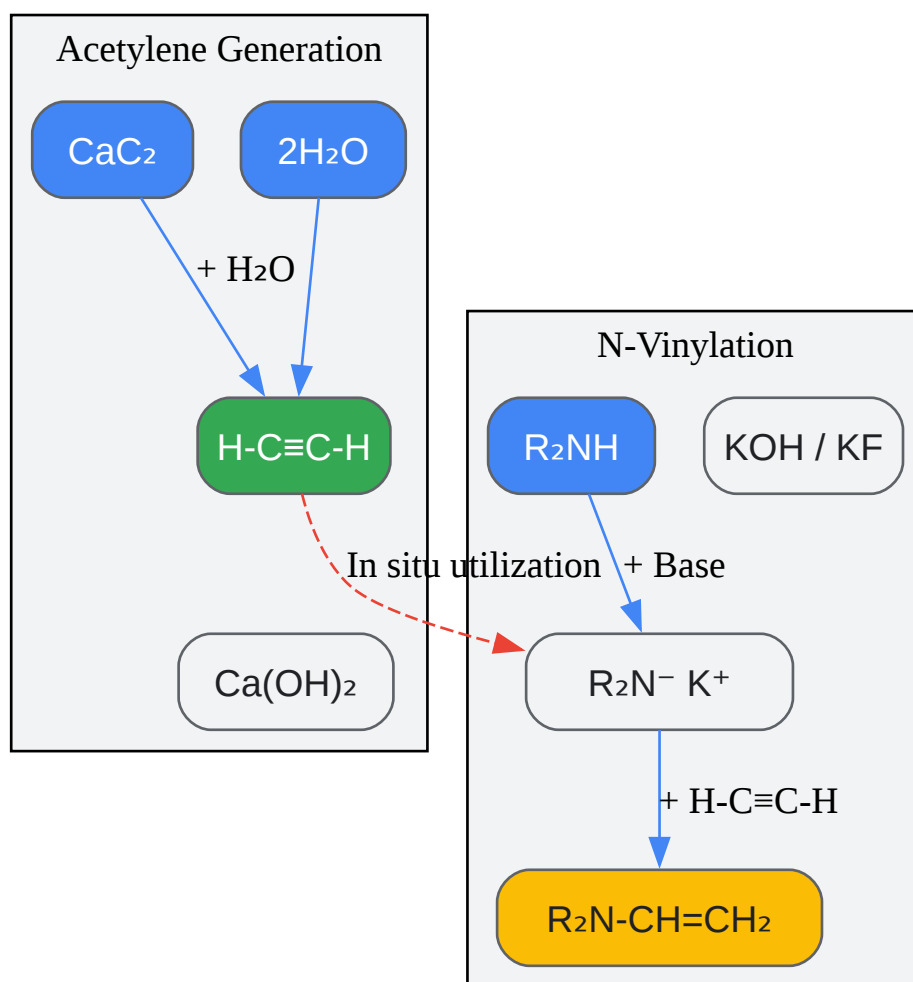 Acetylene Generation
CaC₂
2H₂O
+ H₂O
H-C≡C-H
Ca(OH)₂
In situ utilization
N-Vinylation
R₂NH
KOH / KF
+ Base
R₂N⁻ K⁺
+ H-C≡C-H
R₂N-CH=CH₂